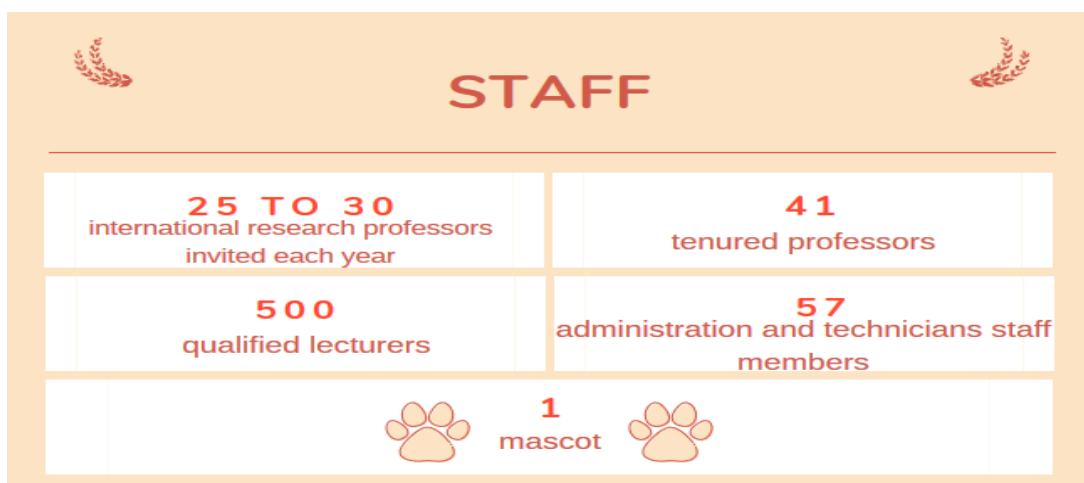 STAFF
25 TO 30
international research professors
invited each year
41
tenured professors
500
qualified lecturers
57
administration and technicians staff
members
1
mascot